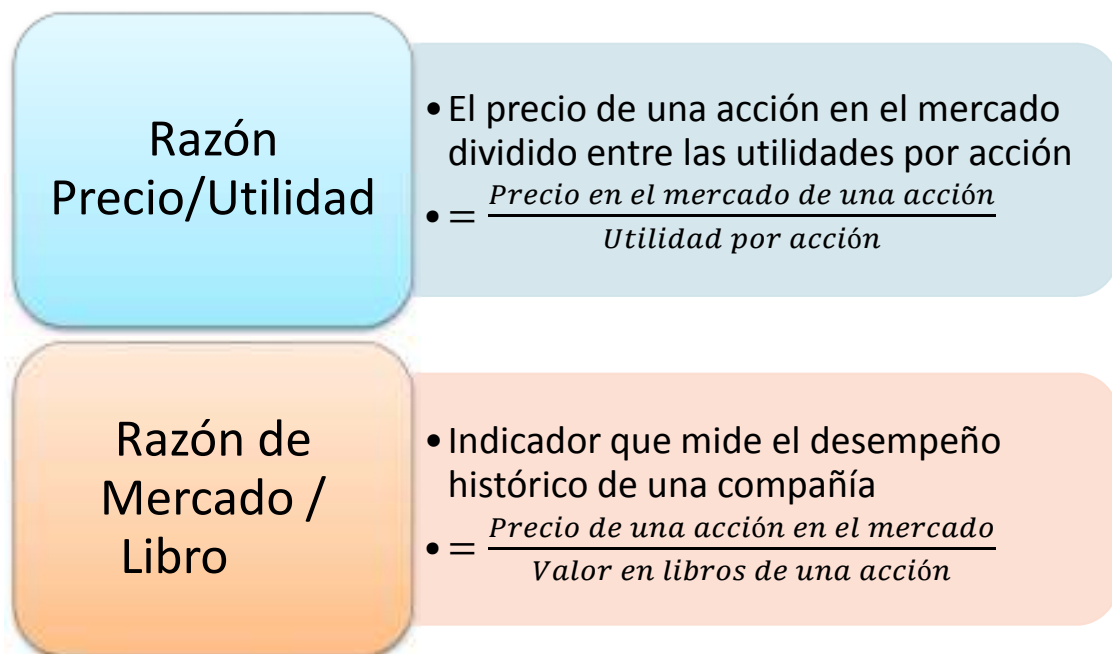 Razón
Precio/Utilidad
• El precio de una acción en el mercado
dividido entre las utilidades por acción
• = Precio en el mercado de una acción
Utilidad por acción
Razón de
Mercado /
Libro
• Indicador que mide el desempeño
histórico de una compañía
• = Precio de una acción en el mercado
Valor en libros de una acción